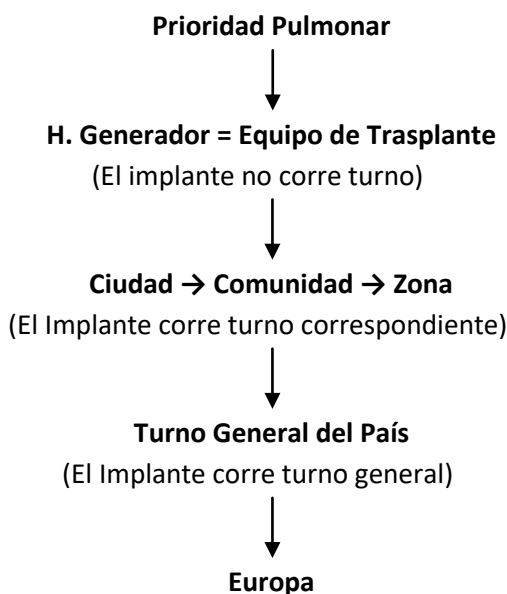 Prioridad Pulmonar
H. Generador = Equipo de Trasplante
(El implante no corre turno)
Ciudad → Comunidad → Zona
(El Implante corre turno correspondiente)
Turno General del País
(El Implante corre turno general)
Europa